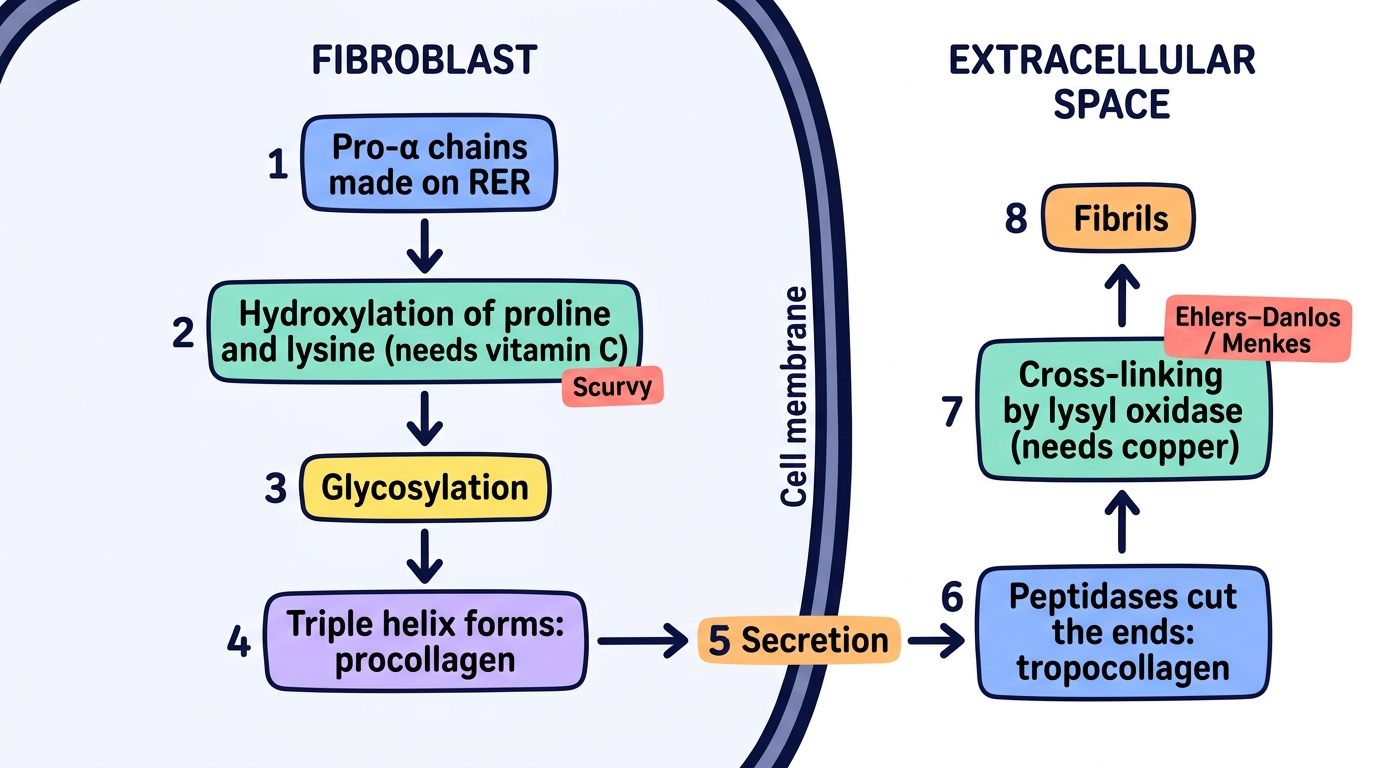 FIBROBLAST
1
Pro-α chains
made on RER
2
Hydroxylation of proline
and lysine (needs vitamin C)
Scurvy
3
Glycosylation
4
Triple helix forms:
procollagen
Cell membrane
5 Secretion
EXTRACELLULAR
SPACE
6
Peptidases cut
the ends:
tropocollagen
7
Cross-linking
by lysyl oxidase
(needs copper)
Ehlers–Danlos
/ Menkes
8
Fibrils